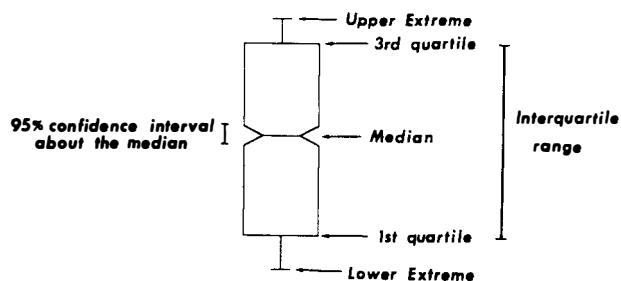 Upper Extreme
3rd quartile
95% confidence interval
about the median
Median
Interquartile
range
1st quartile
Lower Extreme